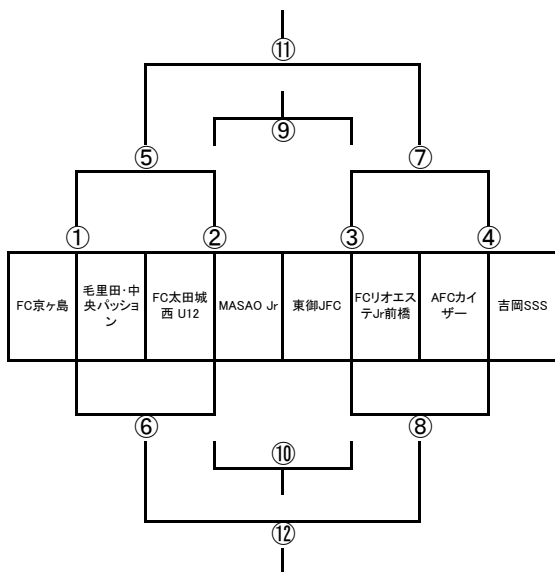 ⑪
⑨
⑤
⑦
①
②
③
④
FC京ヶ島
毛里田・中
央パッショ
ン
FC太田城
西 U12
MASAO Jr
東御JFC
FCリオエス
テJr前橋
AFCカイ
ザー
吉岡SSS
⑥
⑧
⑩
⑫